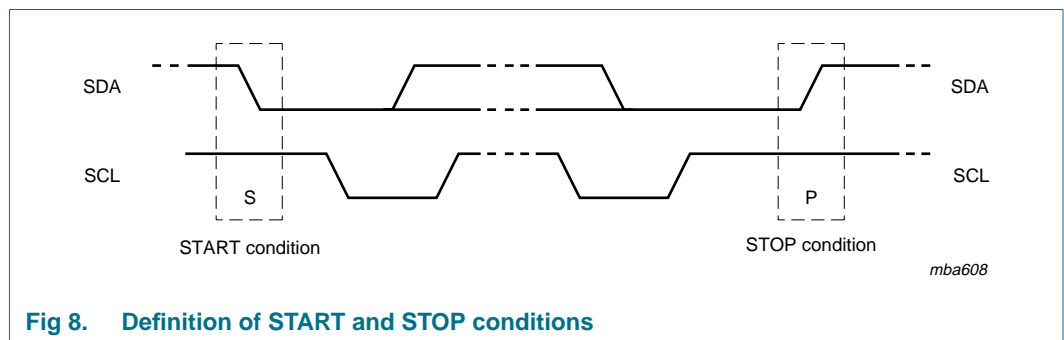 SDA SDA
SCL SCL
S P
START condition STOP condition
mba608
Fig 8. Definition of START and STOP conditions